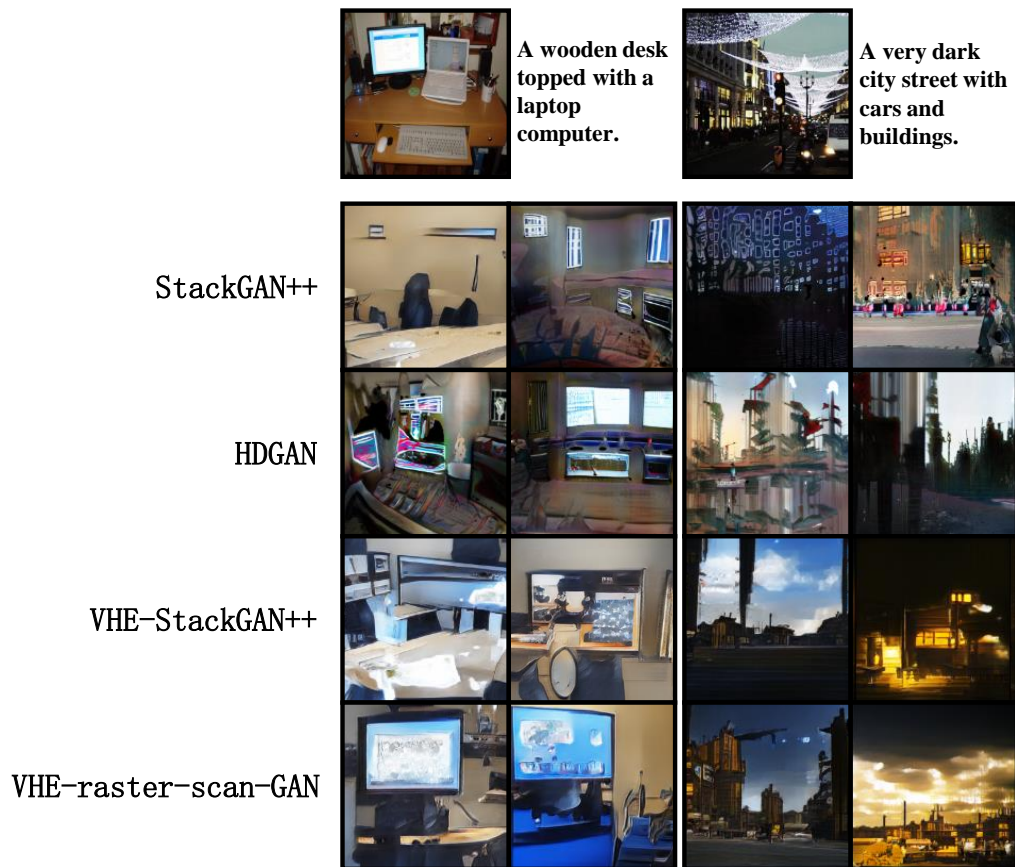 A wooden desk
topped with a
laptop
computer.
A very dark
city street with
cars and
buildings.
StackGAN++
HDGAN
VHE-StackGAN++
VHE-raster-scan-GAN